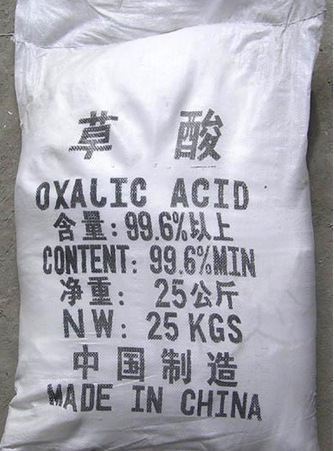 草 酸
OXALIC ACID
含量: 99.6%以上
CONTENT: 99.6%MIN
净重: 25公斤
NW: 25 KGS
中国制造
MADE IN CHINA